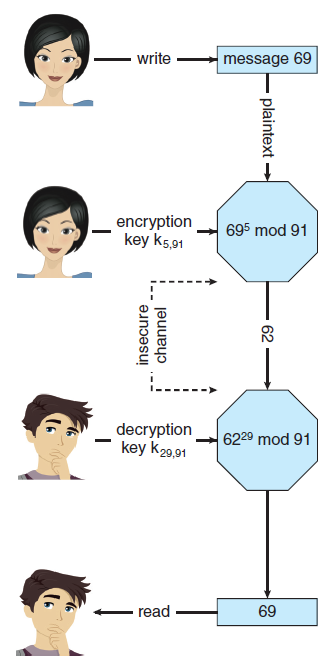 write
message 69
plaintext
encryption
key k5,91
69⁵ mod 91
insecure
channel
62
decryption
key k29,91
62²⁹ mod 91
read
69